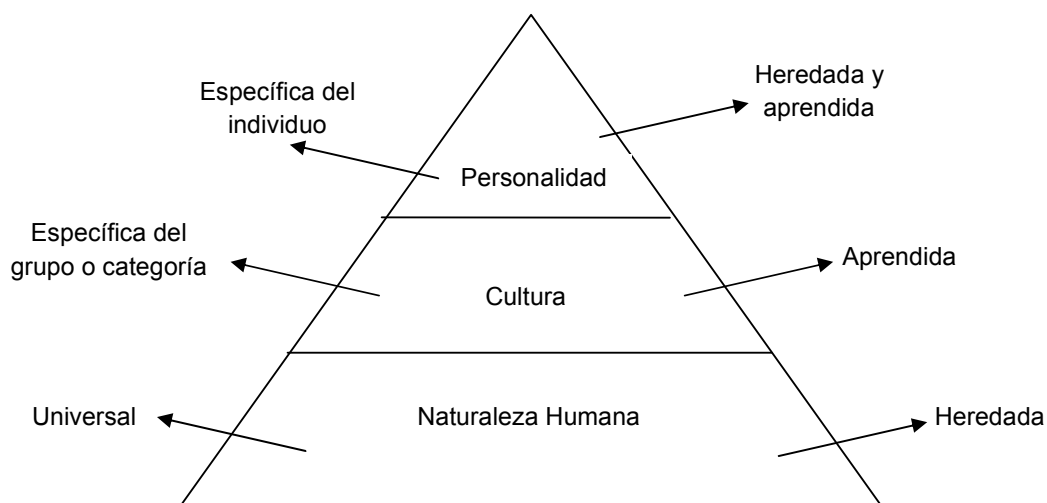 Heredada y
aprendida
Específica del
individuo
Personalidad
Específica del
grupo o categoría
Aprendida
Cultura
Universal
Naturaleza Humana
Heredada